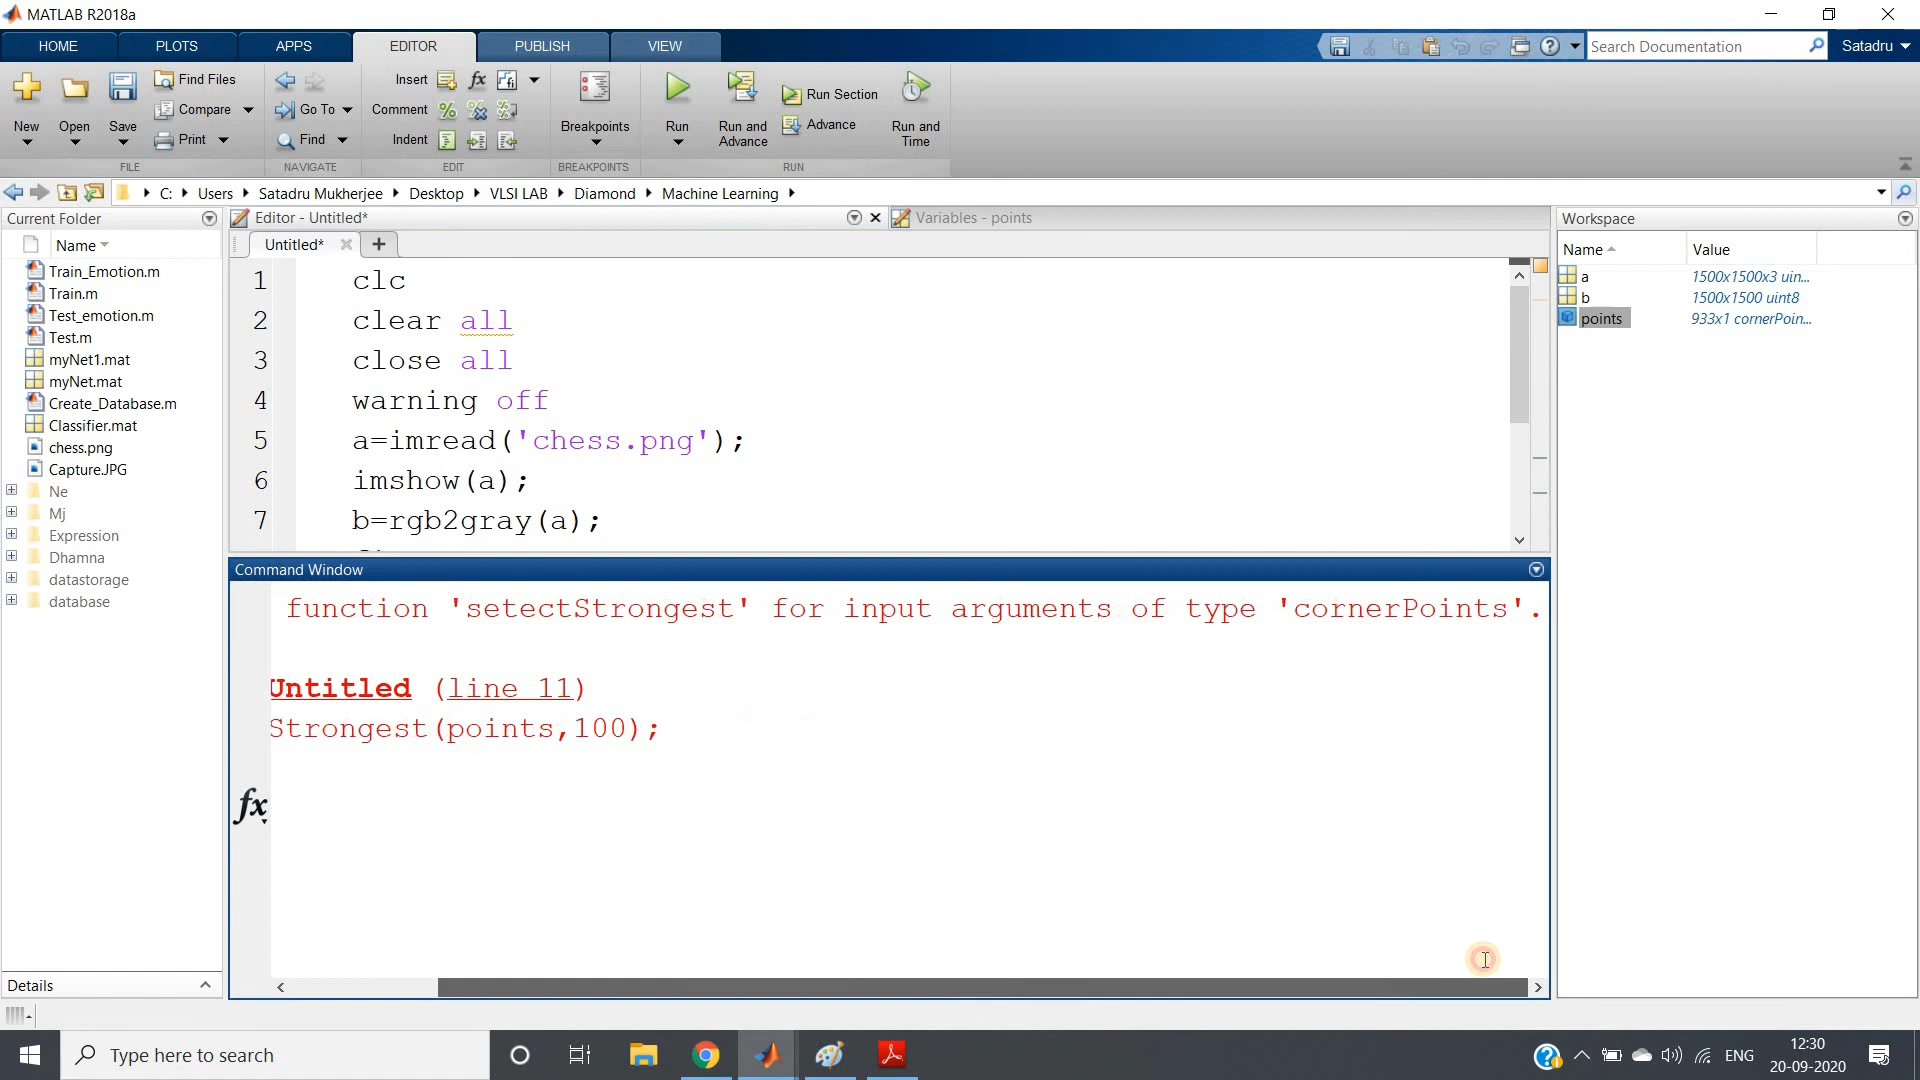 MATLAB R2018a
HOME PLOTS APPS EDITOR PUBLISH VIEW Search Documentation Satadru
New Open Save Find Files Compare Print
Go To Find
Insert Comment Indent
Breakpoints
Run Run and Advance Run Section Advance Run and Time
FILE NAVIGATE EDIT BREAKPOINTS RUN
C: Users Satadru Mukherjee Desktop VLSI LAB Diamond Machine Learning
Current Folder
Name
Train_Emotion.m
Train.m
Test_emotion.m
Test.m
myNet1.mat
myNet.mat
Create_Database.m
Classifier.mat
chess.png
Capture.JPG
Ne
Mj
Expression
Dhamna
datastorage
database
Details
Editor - Untitled*
Variables - points
Untitled*
1 clc
2 clear all
3 close all
4 warning off
5 a=imread('chess.png');
6 imshow(a);
7 b=rgb2gray(a);
Command Window
function 'setectStrongest' for input arguments of type 'cornerPoints'.
Untitled (line 11)
Strongest(points,100);
fx
Workspace
Name Value
a 1500x1500x3 uin...
b 1500x1500 uint8
points 933x1 cornerPoin...
Type here to search
ENG
12:30
20-09-2020